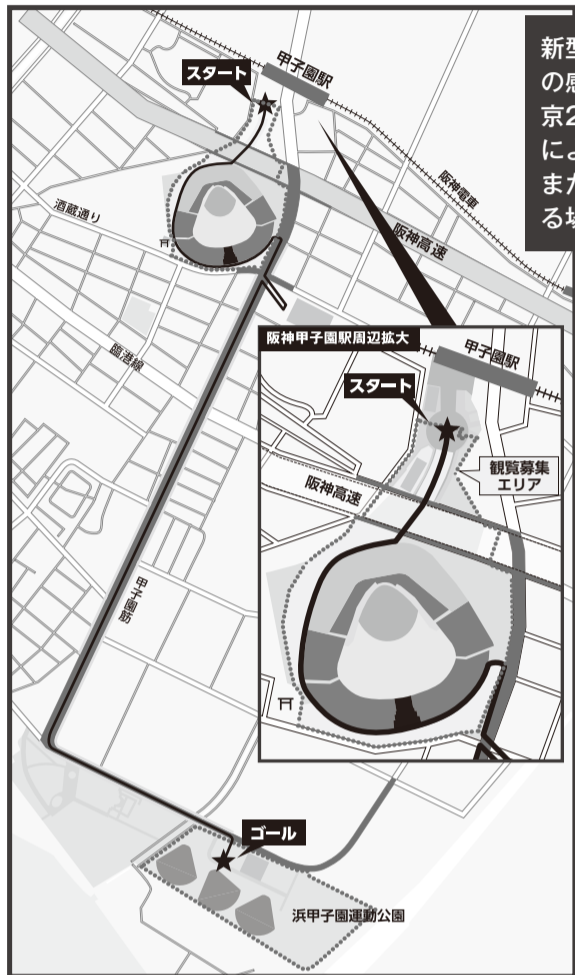 甲子園駅
スタート
新型
の感
京2
によ
また
る場
阪神電車
酒蔵通り
阪神高速
臨港線
阪神甲子園駅周辺拡大
甲子園駅
スタート
観覧募集
エリア
阪神高速
甲子園筋
ゴール
浜甲子園運動公園